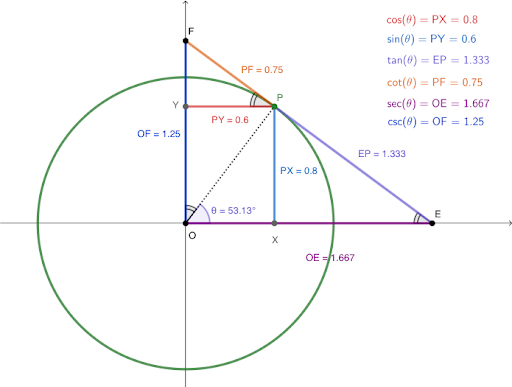 F
cos(θ) = PX = 0.8
sin(θ) = PY = 0.6
tan(θ) = EP = 1.333
cot(θ) = PF = 0.75
sec(θ) = OE = 1.667
csc(θ) = OF = 1.25
PF = 0.75
P
Y
PY = 0.6
OF = 1.25
EP = 1.333
PX = 0.8
θ = 53.13°
E
O
X
OE = 1.667